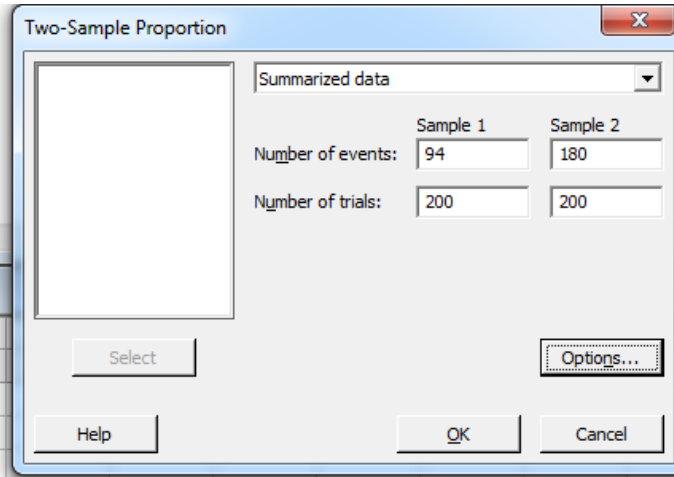 Two-Sample Proportion
X
Summarized data
Sample 1 Sample 2
Number of events: 94 180
Number of trials: 200 200
Select
Options...
Help OK Cancel